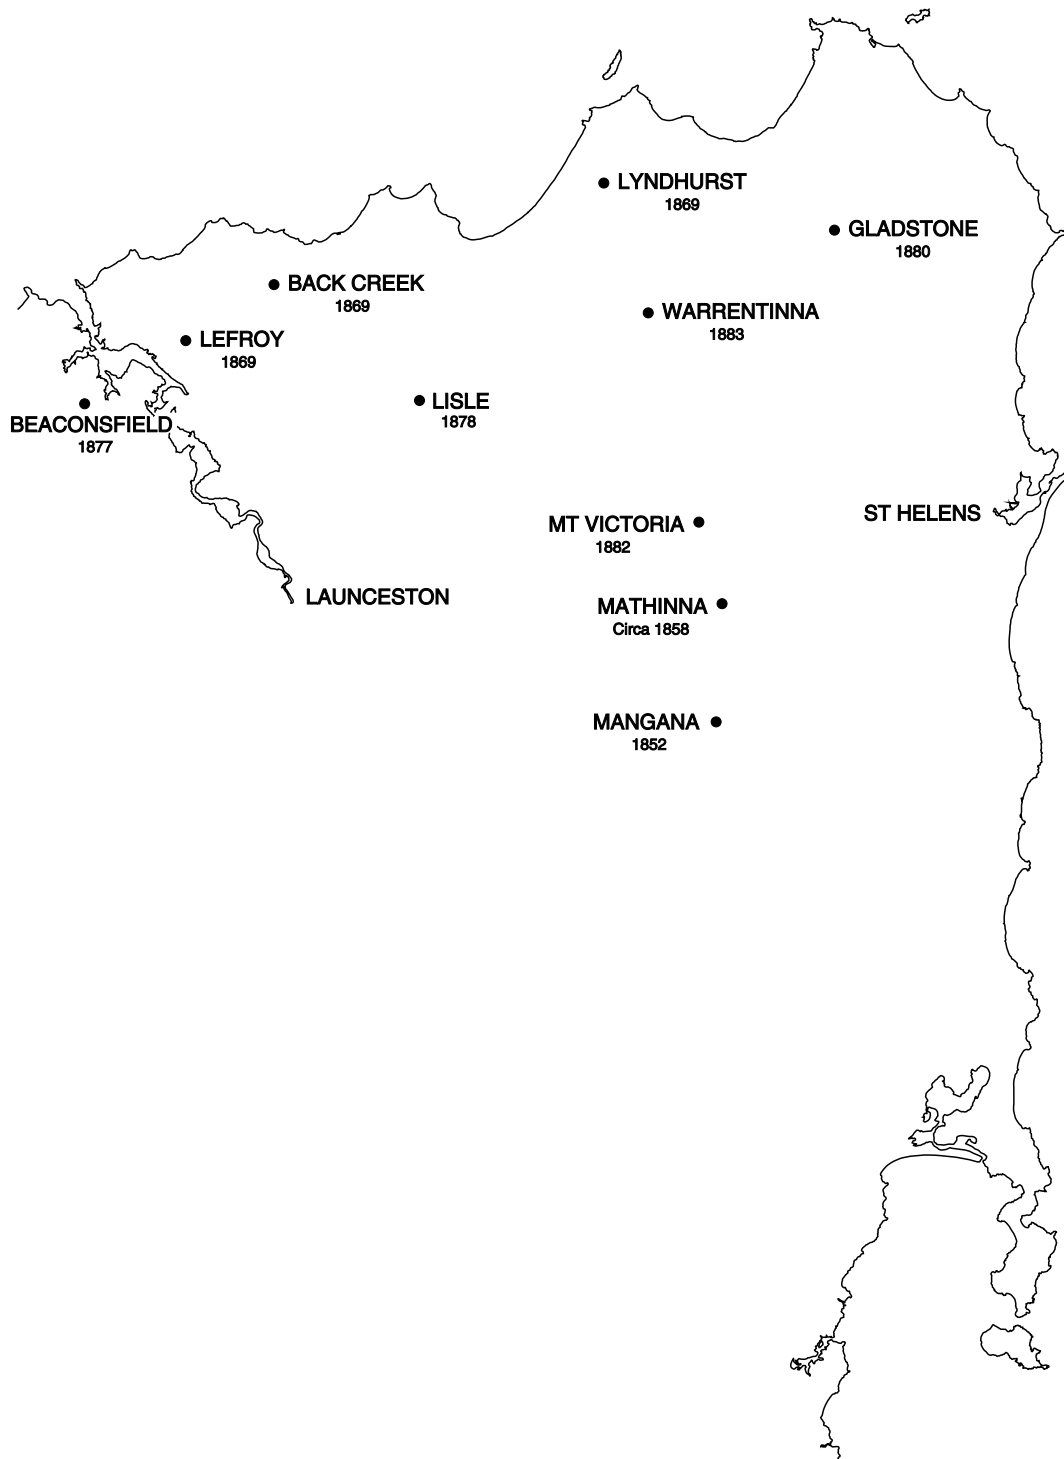 LYNDHURST
1869
GLADSTONE
1880
BACK CREEK
1869
WARRENTINNA
1883
LEFROY
1869
LISLE
1878
BEACONSFIELD
1877
ST HELENS
MT VICTORIA
1882
LAUNCESTON
MATHINNA
Circa 1858
MANGANA
1852